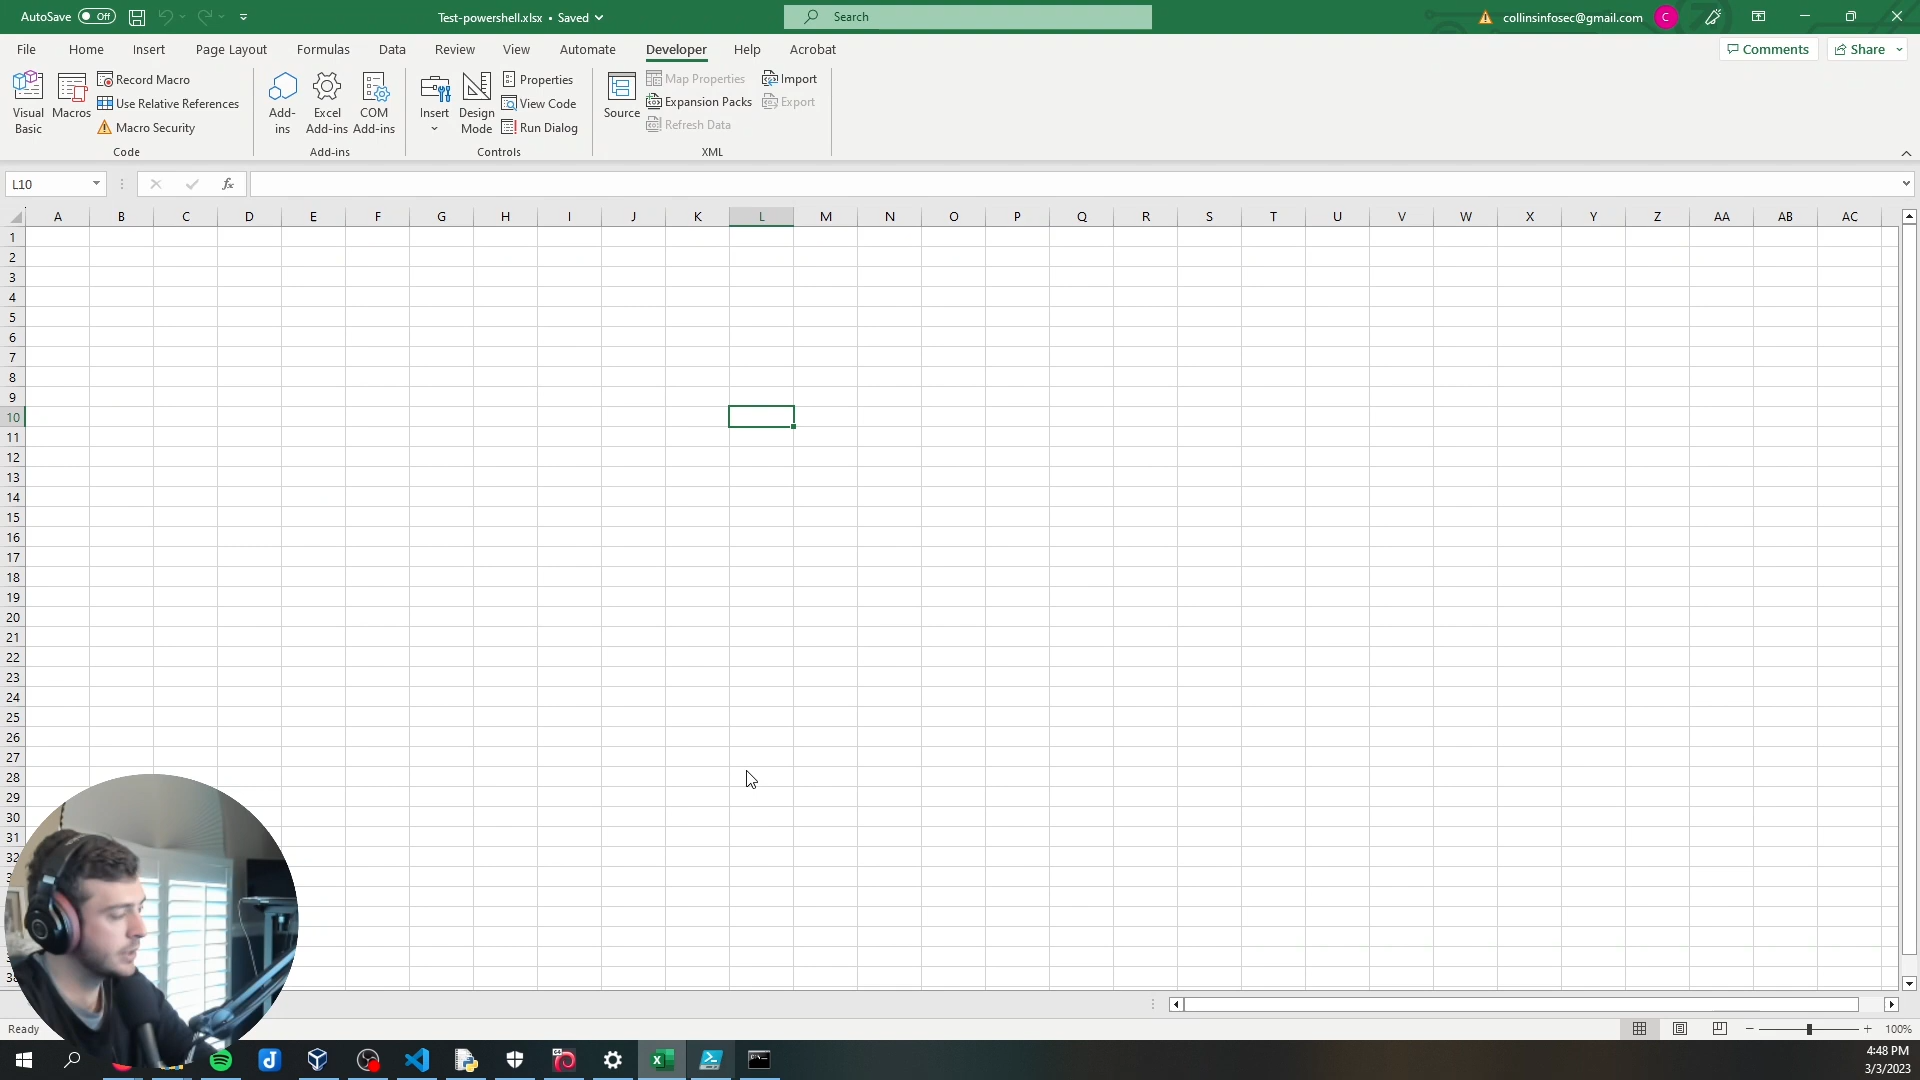 AutoSave Off
Test-powershell.xlsx • Saved
Search
collinsinfosec@gmail.com
C
File Home Insert Page Layout Formulas Data Review View Automate Developer Help Acrobat
Comments Share
Visual Basic
Macros
Record Macro
Use Relative References
Macro Security
Code
Add-ins
Excel Add-ins
COM Add-ins
Add-ins
Insert
Design Mode
Properties
View Code
Run Dialog
Controls
Source
Map Properties
Expansion Packs
Refresh Data
Import
Export
XML
L10
fx
A B C D E F G H I J K L M N O P Q R S T U V W X Y Z AA AB AC
1
2
3
4
5
6
7
8
9
10
11
12
13
14
15
16
17
18
19
20
21
22
23
24
25
26
27
28
29
30
31
32
Ready
100%
4:48 PM
3/3/2023